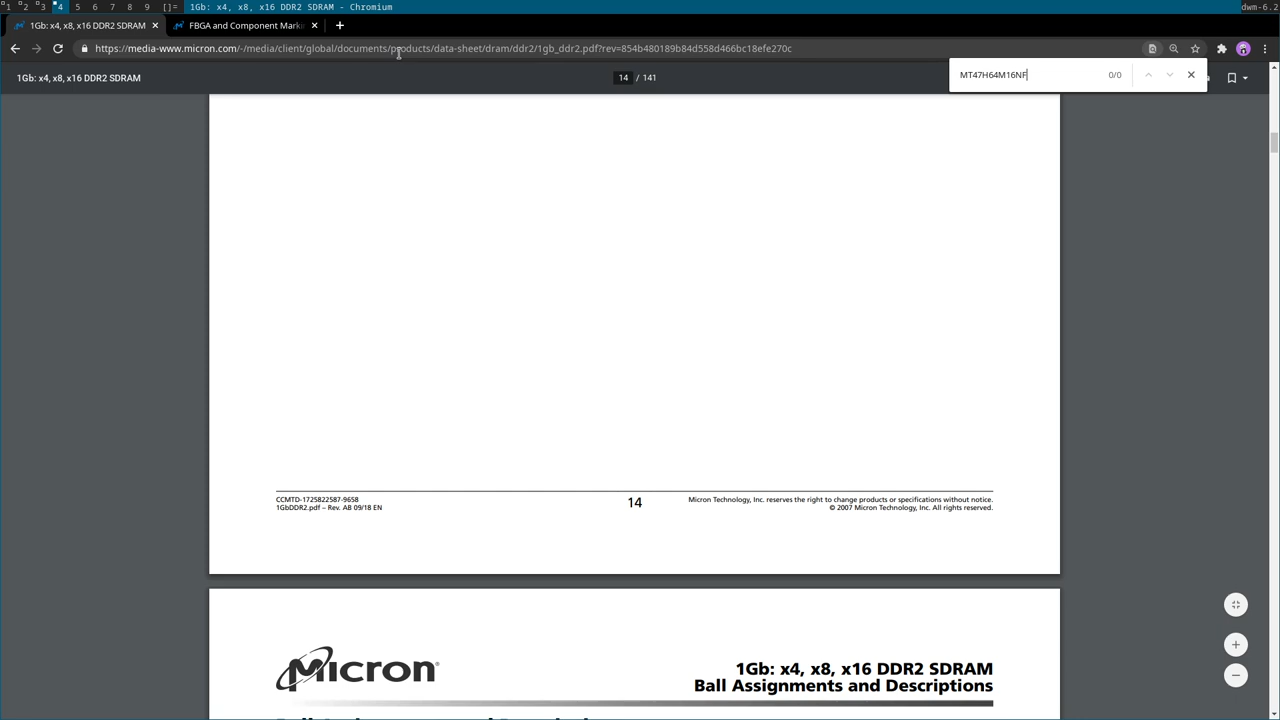 1 2 3 4 5 6 7 8 9 []= 1Gb: x4, x8, x16 DDR2 SDRAM - Chromium dwm-6.2
1Gb: x4, x8, x16 DDR2 SDRAM FBGA and Component Marki
https://media-www.micron.com/-/media/client/global/documents/products/data-sheet/dram/ddr2/1gb_ddr2.pdf?rev=854b480189b84d558d466bc18efe270c
1Gb: x4, x8, x16 DDR2 SDRAM 14 / 141 MT47H64M16NF 0/0
CCMTD-1725822587-9658 14 Micron Technology, Inc. reserves the right to change products or specifications without notice.
1GbDDR2.pdf – Rev. AB 09/18 EN © 2007 Micron Technology, Inc. All rights reserved.
Micron® 1Gb: x4, x8, x16 DDR2 SDRAM
Ball Assignments and Descriptions